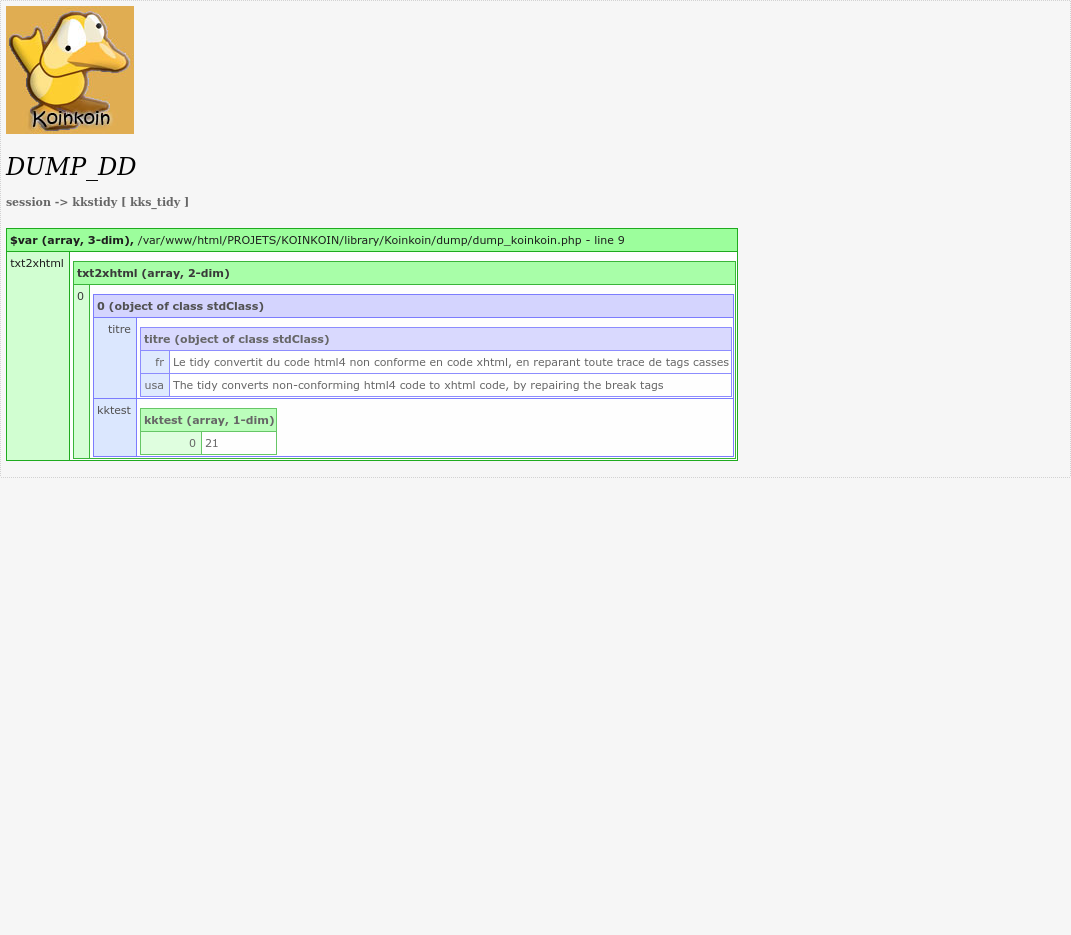 Koinkoin
DUMP_DD
session -> kkstidy [ kks_tidy ]
$var (array, 3-dim), /var/www/html/PROJETS/KOINKOIN/library/Koinkoin/dump/dump_koinkoin.php - line 9
txt2xhtml
txt2xhtml (array, 2-dim)
0
0 (object of class stdClass)
titre
titre (object of class stdClass)
fr Le tidy convertit du code html4 non conforme en code xhtml, en reparant toute trace de tags casses
usa The tidy converts non-conforming html4 code to xhtml code, by repairing the break tags
kktest
kktest (array, 1-dim)
0 21